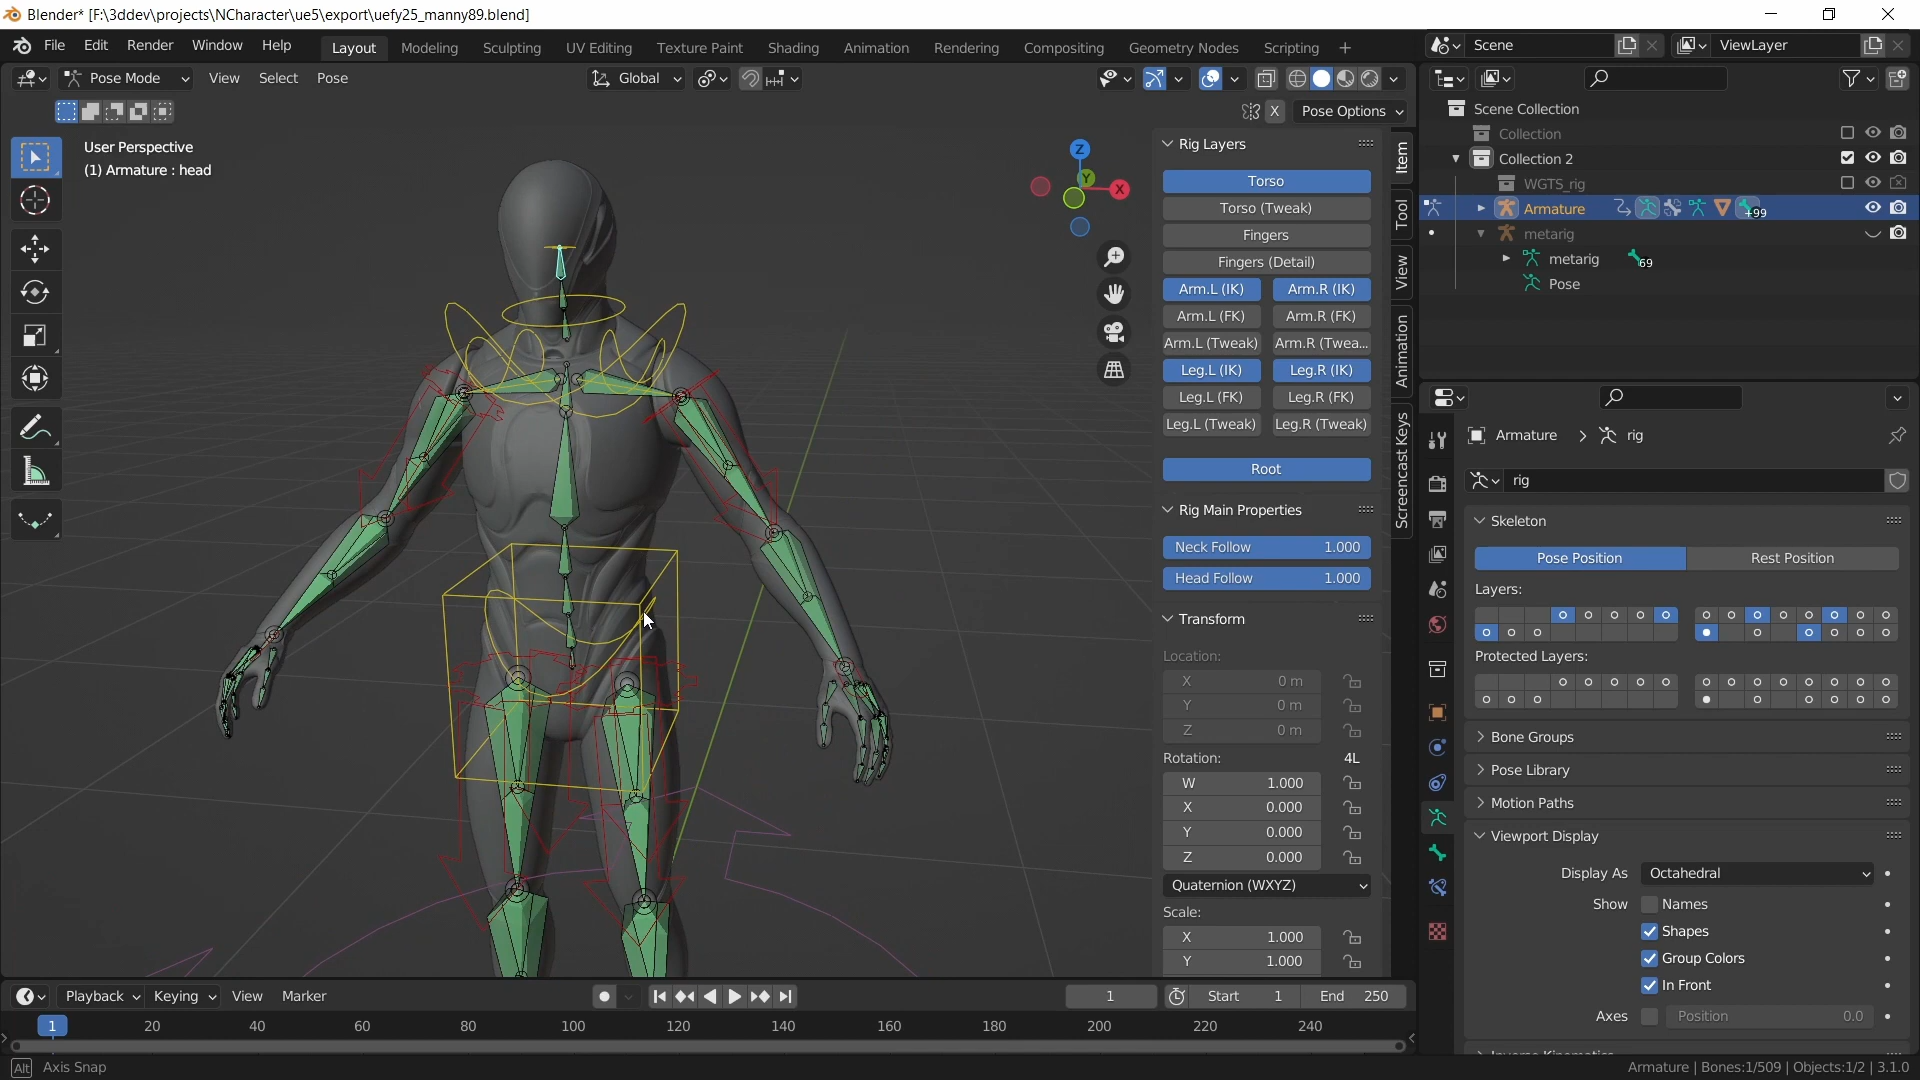 Blender* [F:\3ddev\projects\NCharacter\ue5\export\uefy25_manny89.blend]
File Edit Render Window Help Layout Modeling Sculpting UV Editing Texture Paint Shading Animation Rendering Compositing Geometry Nodes Scripting + Scene ViewLayer
Pose Mode View Select Pose Global
X Pose Options
User Perspective
(1) Armature : head
Z
Y
X
Rig Layers
Torso
Torso (Tweak)
Fingers
Fingers (Detail)
Arm.L (IK) Arm.R (IK)
Arm.L (FK) Arm.R (FK)
Arm.L (Tweak) Arm.R (Twea...
Leg.L (IK) Leg.R (IK)
Leg.L (FK) Leg.R (FK)
Leg.L (Tweak) Leg.R (Tweak)
Root
Rig Main Properties
Neck Follow 1.000
Head Follow 1.000
Transform
Location:
X 0 m
Y 0 m
Z 0 m
Rotation: 4L
W 1.000
X 0.000
Y 0.000
Z 0.000
Quaternion (WXYZ)
Scale:
X 1.000
Y 1.000
Item
Tool
View
Animation
Screencast Keys
Scene Collection
Collection
Collection 2
WGTS_rig
Armature +99
metarig
metarig 69
Pose
Armature rig
rig
Skeleton
Pose Position Rest Position
Layers:
Protected Layers:
Bone Groups
Pose Library
Motion Paths
Viewport Display
Display As Octahedral
Show Names
Shapes
Group Colors
In Front
Axes Position 0.0
Playback Keying View Marker 1 Start 1 End 250
1 20 40 60 80 100 120 140 160 180 200 220 240
Alt Axis Snap
Armature | Bones:1/509 | Objects:1/2 | 3.1.0